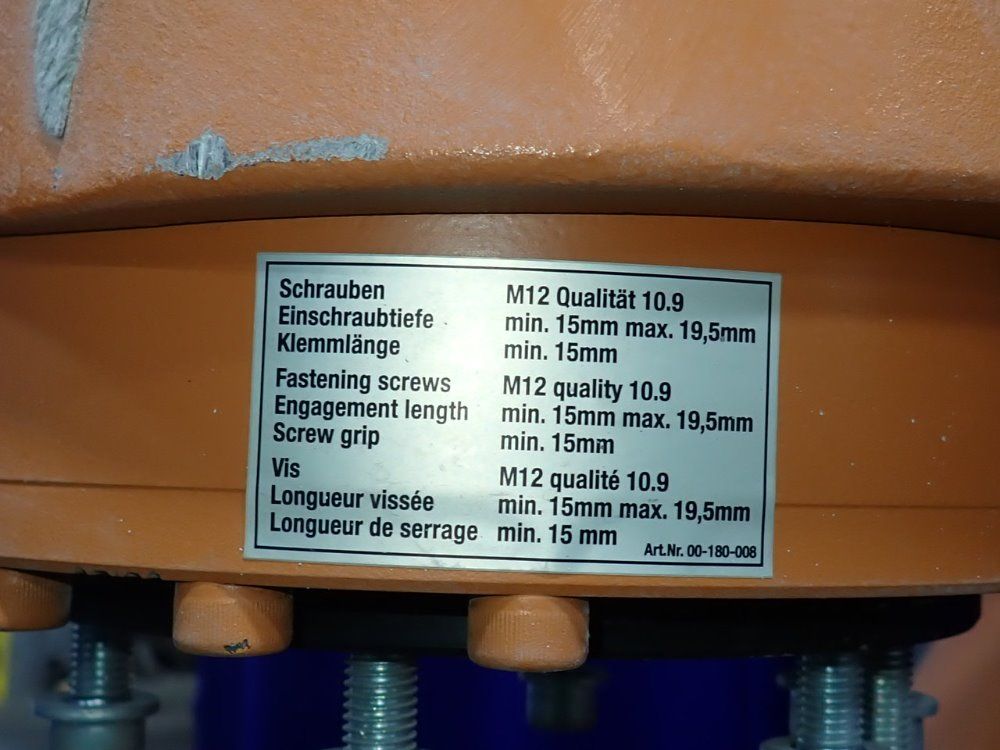 Schrauben M12 Qualität 10.9
Einschraubtiefe min. 15mm max. 19,5mm
Klemmlänge min. 15mm
Fastening screws M12 quality 10.9
Engagement length min. 15mm max. 19,5mm
Screw grip min. 15mm
Vis M12 qualité 10.9
Longueur vissée min. 15mm max. 19,5mm
Longueur de serrage min. 15 mm
Art.Nr. 00-180-008